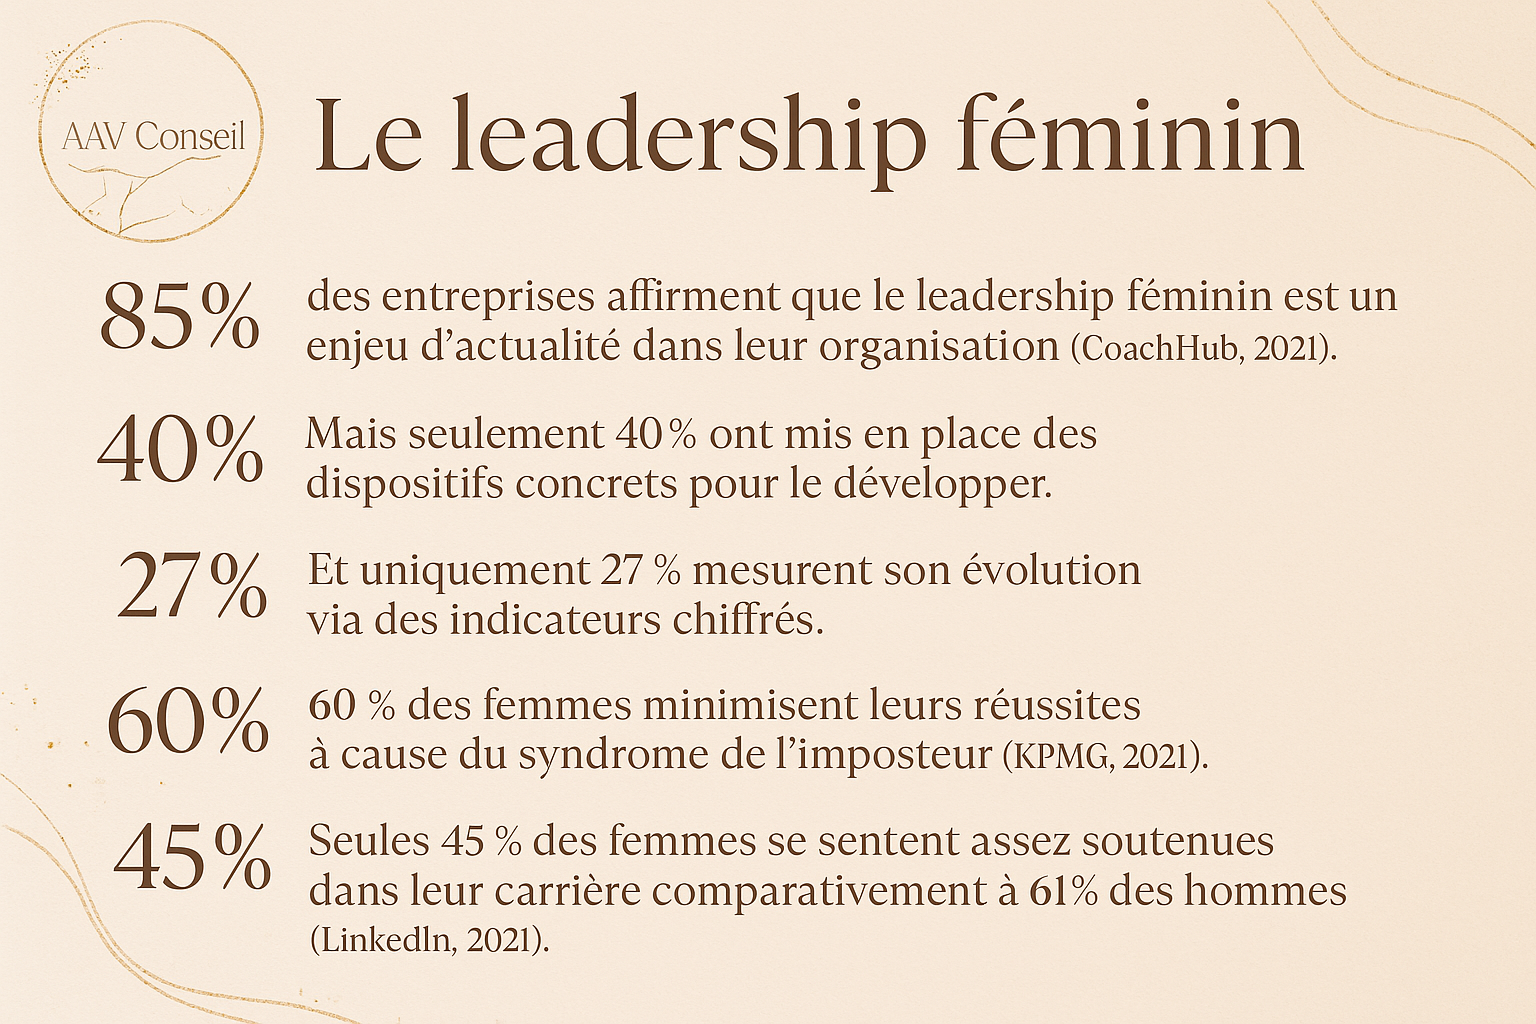 AAV Conseil
Le leadership féminin
85%
des entreprises affirment que le leadership féminin est un
enjeu d’actualité dans leur organisation (CoachHub, 2021).
40%
Mais seulement 40 % ont mis en place des
dispositifs concrets pour le développer.
27%
Et uniquement 27 % mesurent son évolution
via des indicateurs chiffrés.
60%
60 % des femmes minimisent leurs réussites
à cause du syndrome de l’imposteur (KPMG, 2021).
45%
Seules 45 % des femmes se sentent assez soutenues
dans leur carrière comparativement à 61% des hommes
(LinkedIn, 2021).